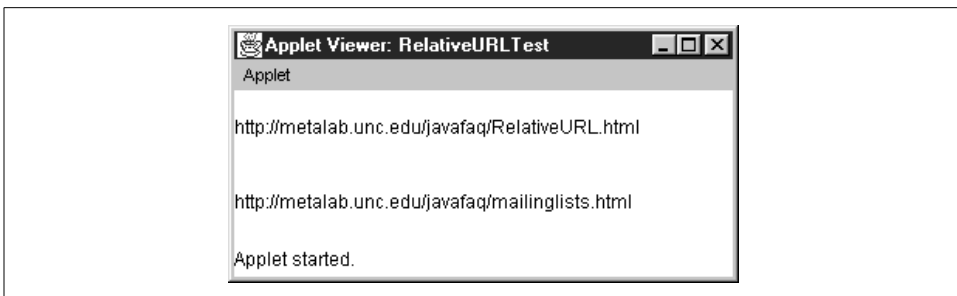 Applet Viewer: RelativeURLTest
Applet
http://metalab.unc.edu/javafaq/RelativeURL.html
http://metalab.unc.edu/javafaq/mailinglists.html
Applet started.